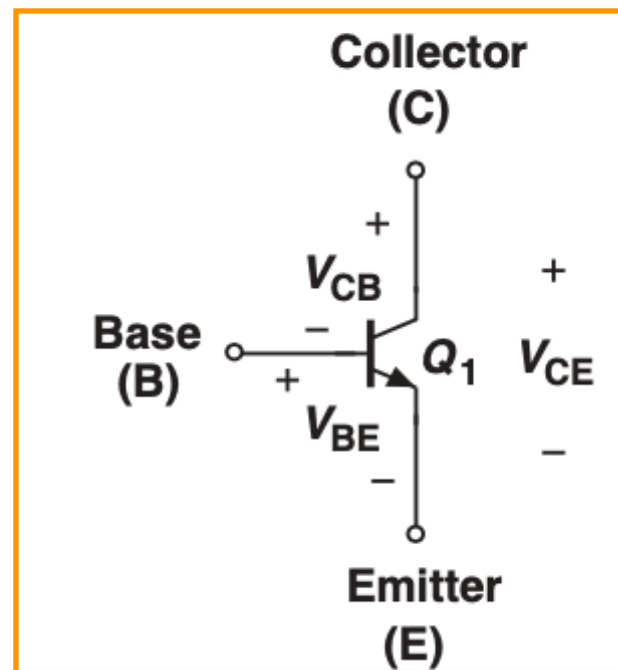 Collector
(C)
+
V_CB
−
Base
(B)
+
V_BE
−
Q_1
+
V_CE
−
Emitter
(E)